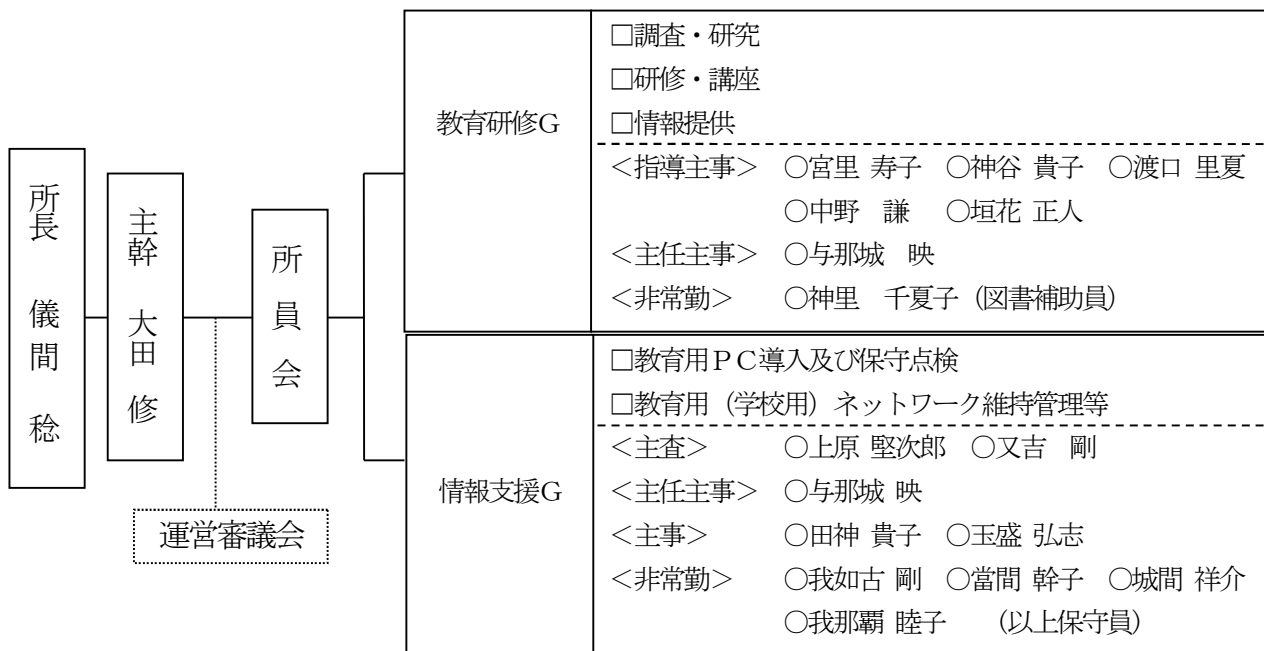 所長　儀間　稔
主幹　大田　修
所員会
運営審議会
教育研修Ｇ
□調査・研究
□研修・講座
□情報提供
＜指導主事＞　○宮里 寿子　○神谷 貴子　○渡口 里夏
○中野　謙　○垣花 正人
＜主任主事＞　○与那城　映
＜非常勤＞　○神里　千夏子（図書補助員）
情報支援Ｇ
□教育用ＰＣ導入及び保守点検
□教育用（学校用）ネットワーク維持管理等
＜主査＞　○上原 堅次郎　○又吉　剛
＜主任主事＞　○与那城 映
＜主事＞　○田神 貴子　○玉盛 弘志
＜非常勤＞　○我如古 剛　○當間 幹子　○城間 祥介
○我那覇 睦子　（以上保守員）